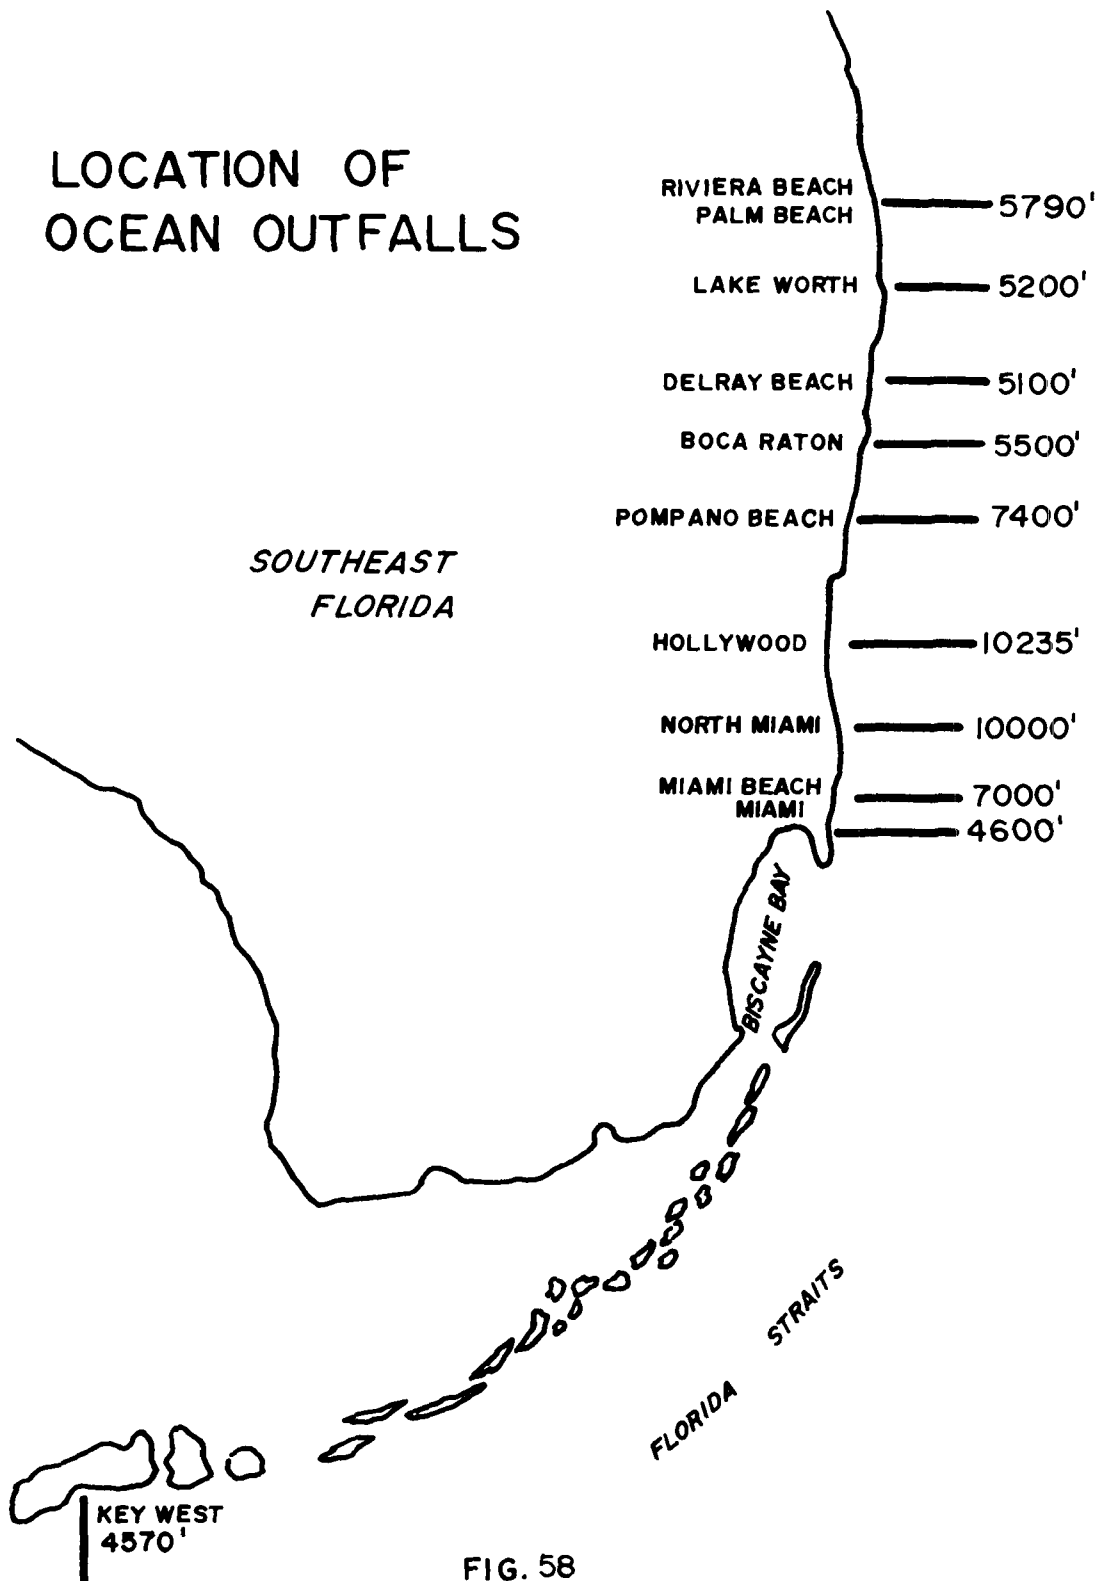 LOCATION OF
OCEAN OUTFALLS
RIVIERA BEACH
PALM BEACH
5790'
LAKE WORTH 5200'
DELRAY BEACH 5100'
BOCA RATON 5500'
POMPANO BEACH 7400'
SOUTHEAST
FLORIDA
HOLLYWOOD 10235'
NORTH MIAMI 10000'
MIAMI BEACH 7000'
MIAMI 4600'
BISCAYNE BAY
FLORIDA STRAITS
KEY WEST
4570'
FIG. 58